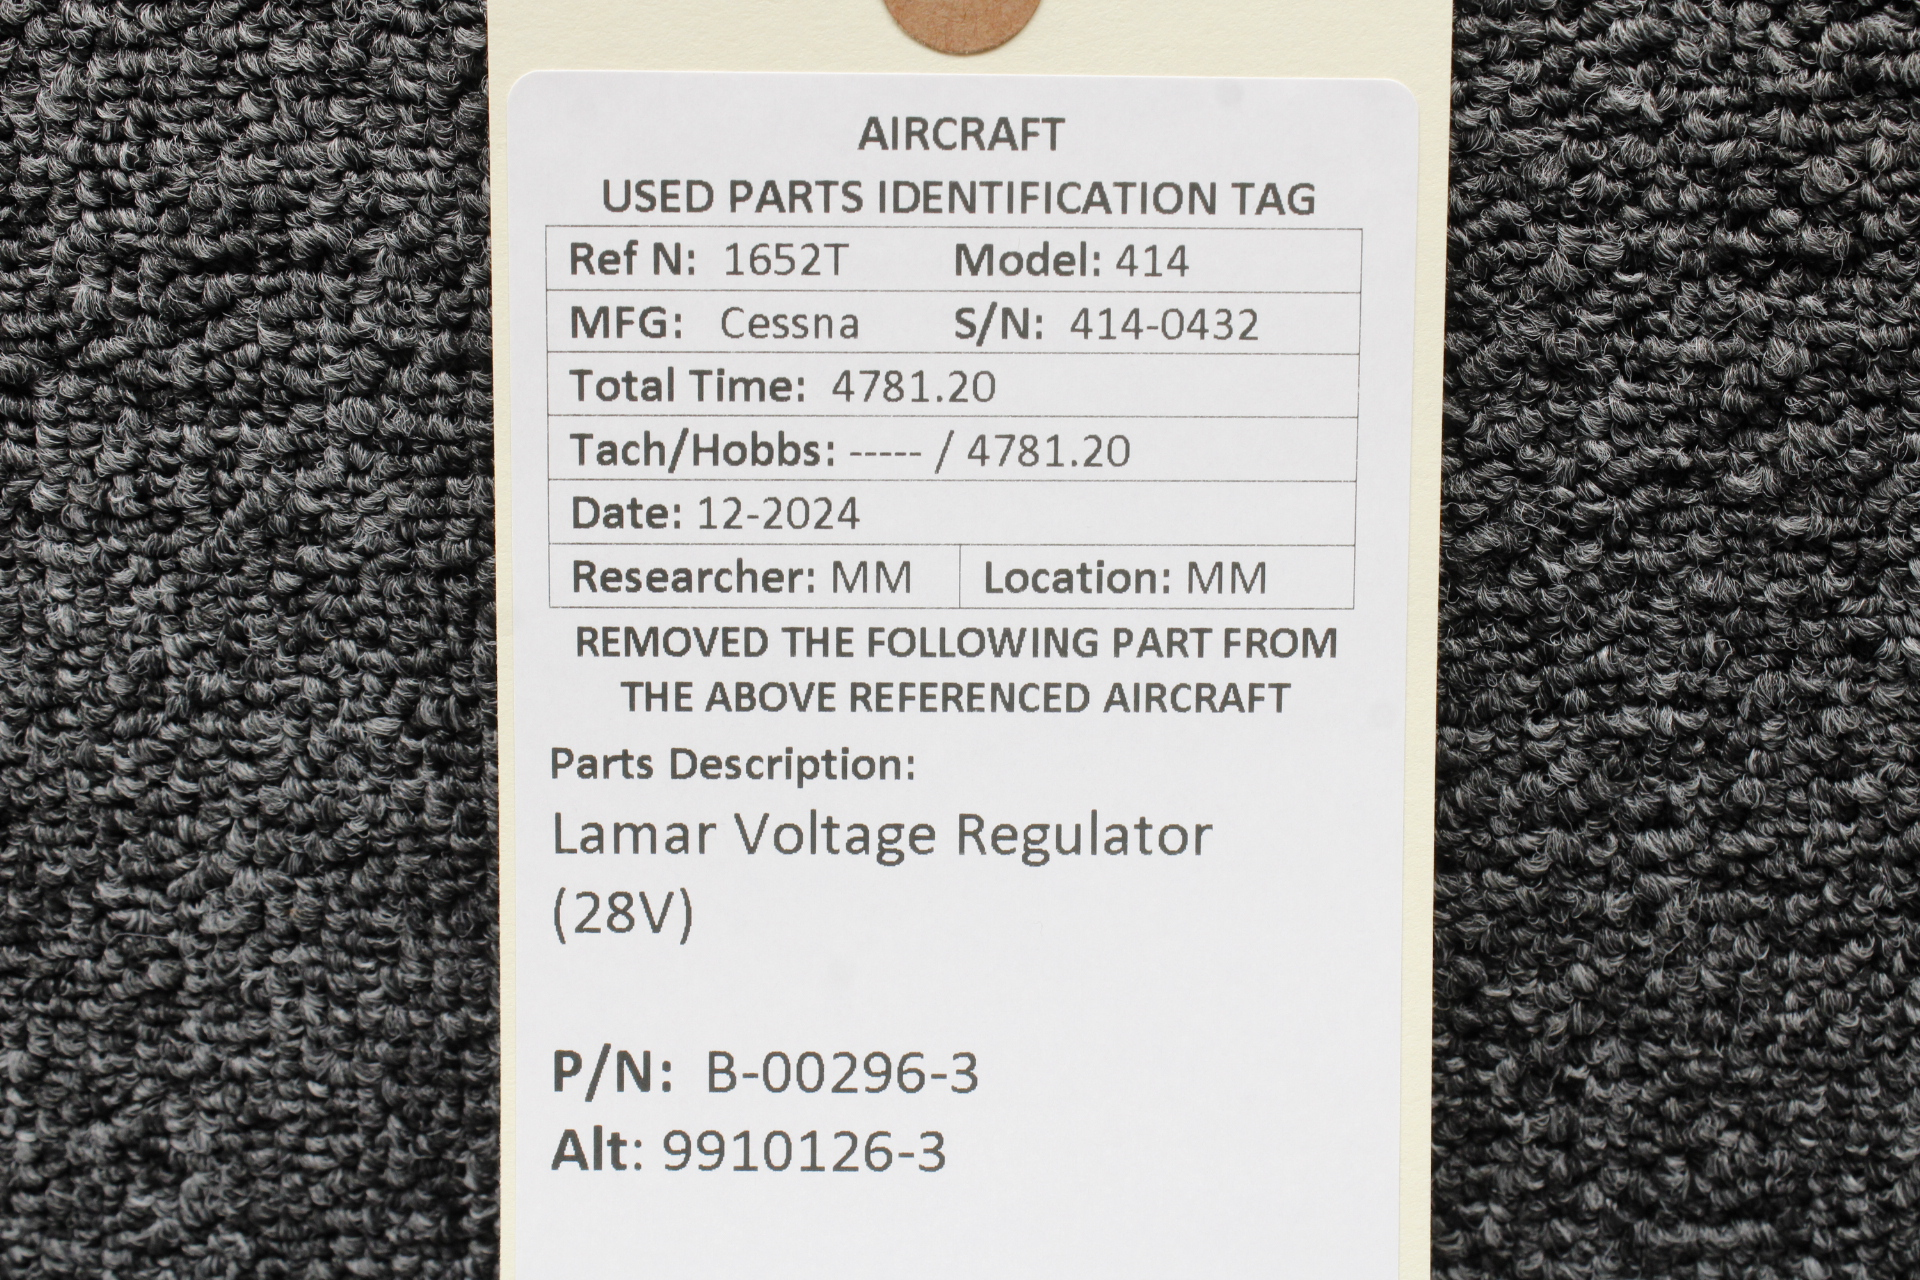 AIRCRAFT
USED PARTS IDENTIFICATION TAG
Ref N: 1652T Model: 414
MFG: Cessna S/N: 414-0432
Total Time: 4781.20
Tach/Hobbs: ----- / 4781.20
Date: 12-2024
Researcher: MM Location: MM
REMOVED THE FOLLOWING PART FROM
THE ABOVE REFERENCED AIRCRAFT
Parts Description:
Lamar Voltage Regulator
(28V)
P/N: B-00296-3
Alt: 9910126-3